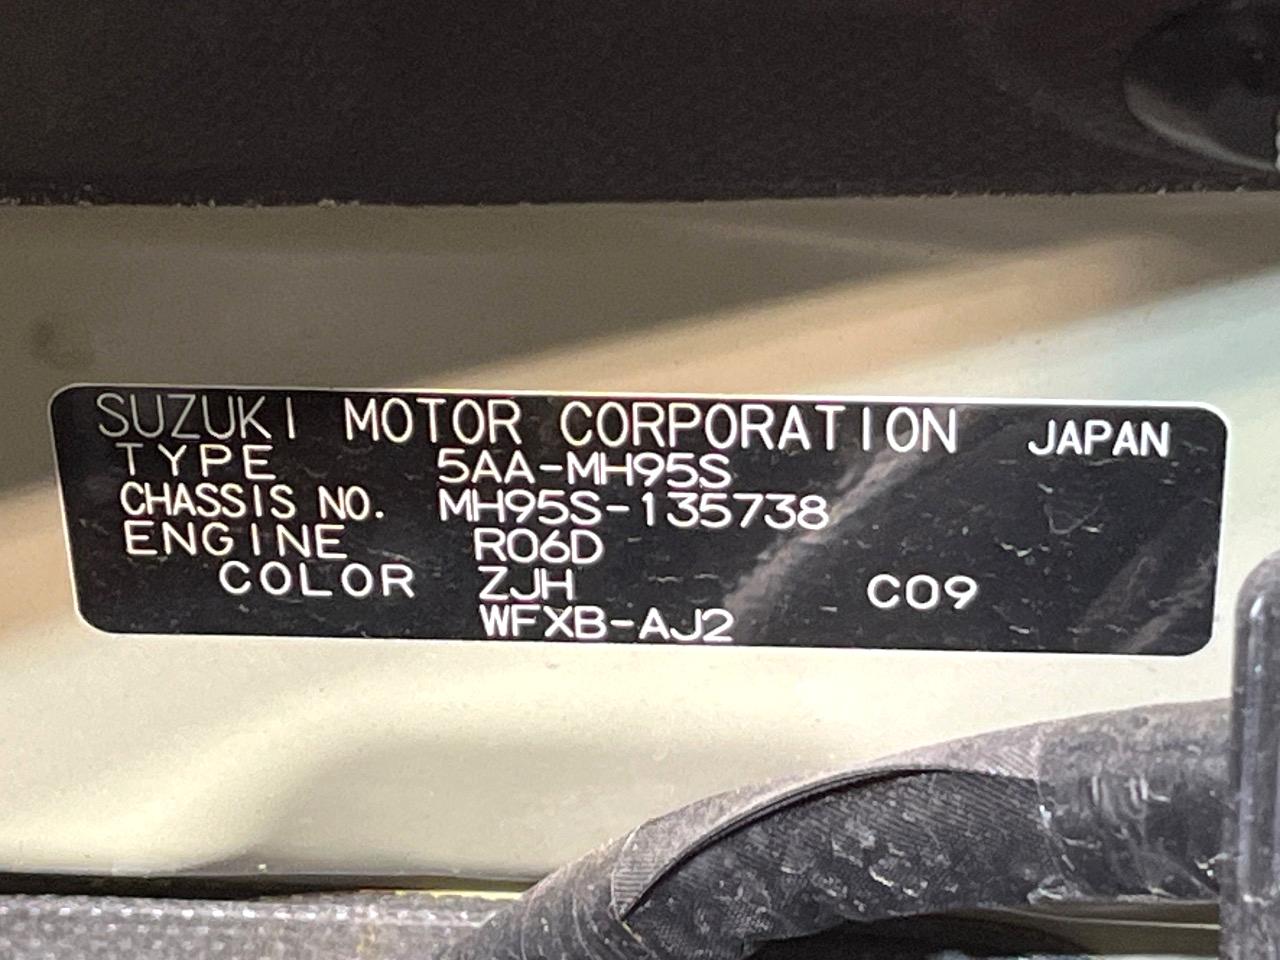 SUZUKI MOTOR CORPORATION JAPAN
TYPE 5AA-MH95S
CHASSIS NO. MH95S-135738
ENGINE R06D
COLOR ZJH C09
WFXB-AJ2